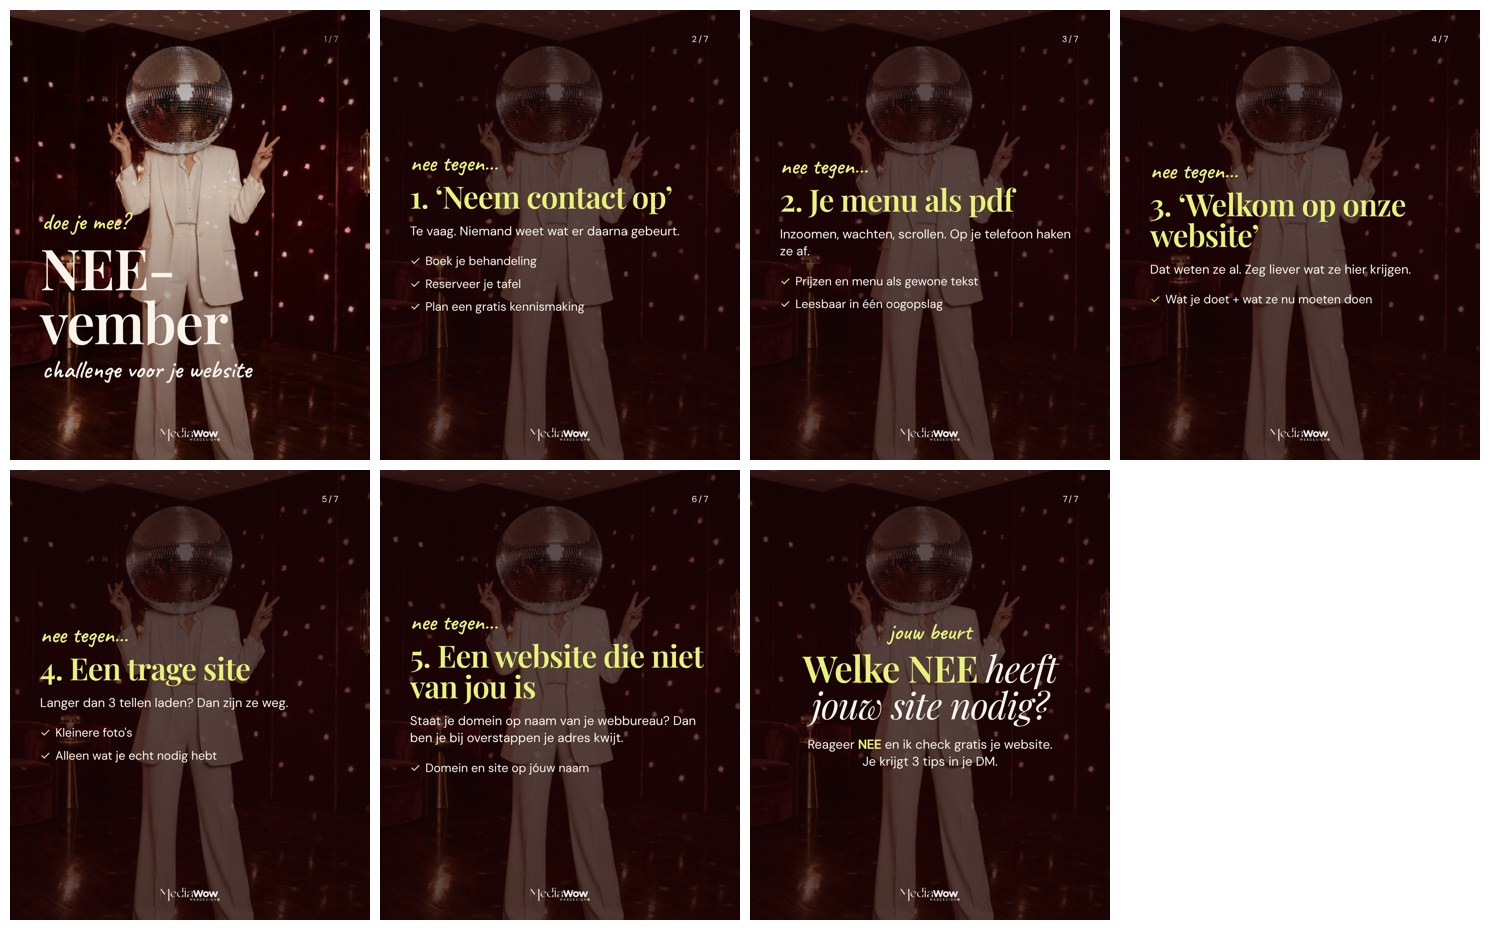 1/7
doe je mee?
NEE-
vember
challenge voor je website
MediaWow
WEBDESIGN
2/7
nee tegen...
1. ‘Neem contact op’
Te vaag. Niemand weet wat er daarna gebeurt.
✓ Boek je behandeling
✓ Reserveer je tafel
✓ Plan een gratis kennismaking
MediaWow
WEBDESIGN
3/7
nee tegen...
2. Je menu als pdf
Inzoomen, wachten, scrollen. Op je telefoon haken
ze af.
✓ Prijzen en menu als gewone tekst
✓ Leesbaar in één oogopslag
MediaWow
WEBDESIGN
4/7
nee tegen...
3. ‘Welkom op onze
website’
Dat weten ze al. Zeg liever wat ze hier krijgen.
✓ Wat je doet + wat ze nu moeten doen
MediaWow
WEBDESIGN
5/7
nee tegen...
4. Een trage site
Langer dan 3 tellen laden? Dan zijn ze weg.
✓ Kleinere foto's
✓ Alleen wat je echt nodig hebt
MediaWow
WEBDESIGN
6/7
nee tegen...
5. Een website die niet
van jou is
Staat je domein op naam van je webbureau? Dan
ben je bij overstappen je adres kwijt.
✓ Domein en site op jóuw naam
MediaWow
WEBDESIGN
7/7
jouw beurt
Welke NEE heeft
jouw site nodig?
Reageer NEE en ik check gratis je website.
Je krijgt 3 tips in je DM.
MediaWow
WEBDESIGN